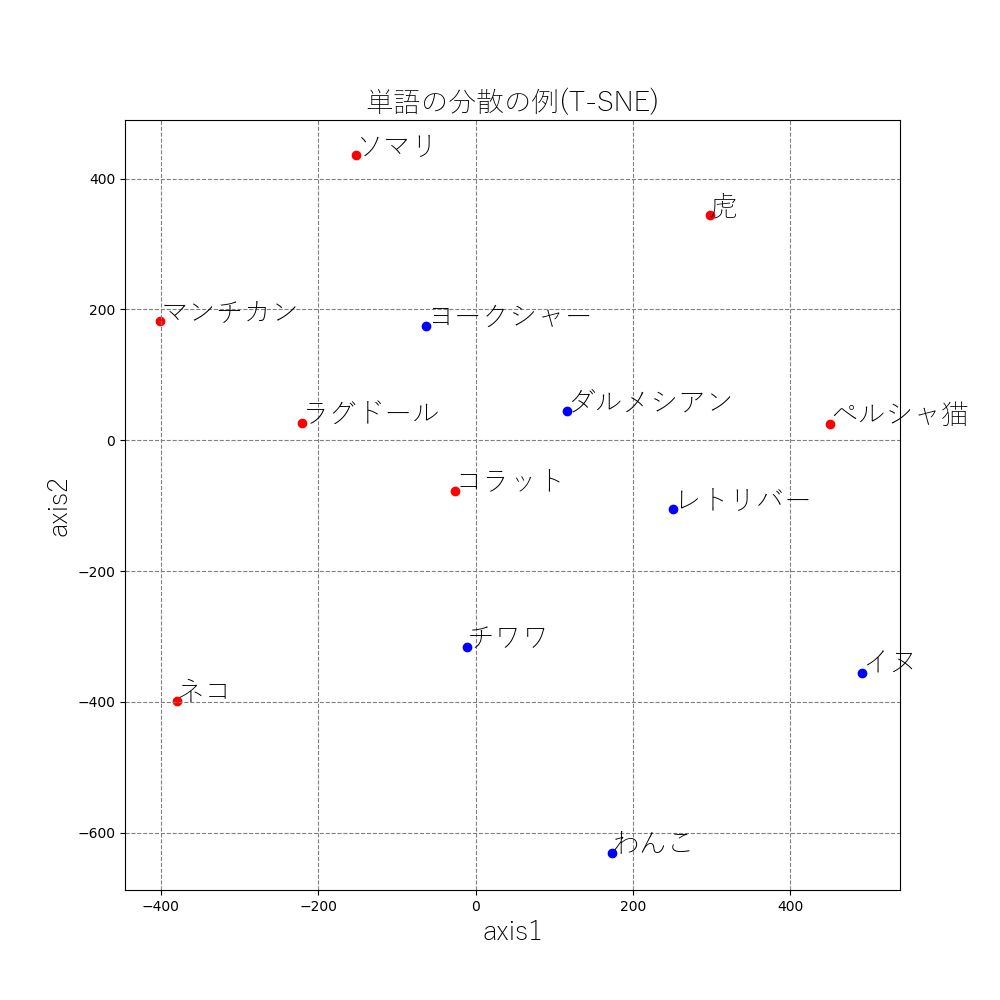 単語の分散の例(T-SNE)
ソマリ
400
虎
200
マンチカン
ヨークシャー
ダルメシアン
ラグドール
ペルシャ猫
0
コラット
レトリバー
axis2
−200
チワワ
イヌ
ネコ
−400
−600
わんこ
−400
−200
0
200
400
axis1